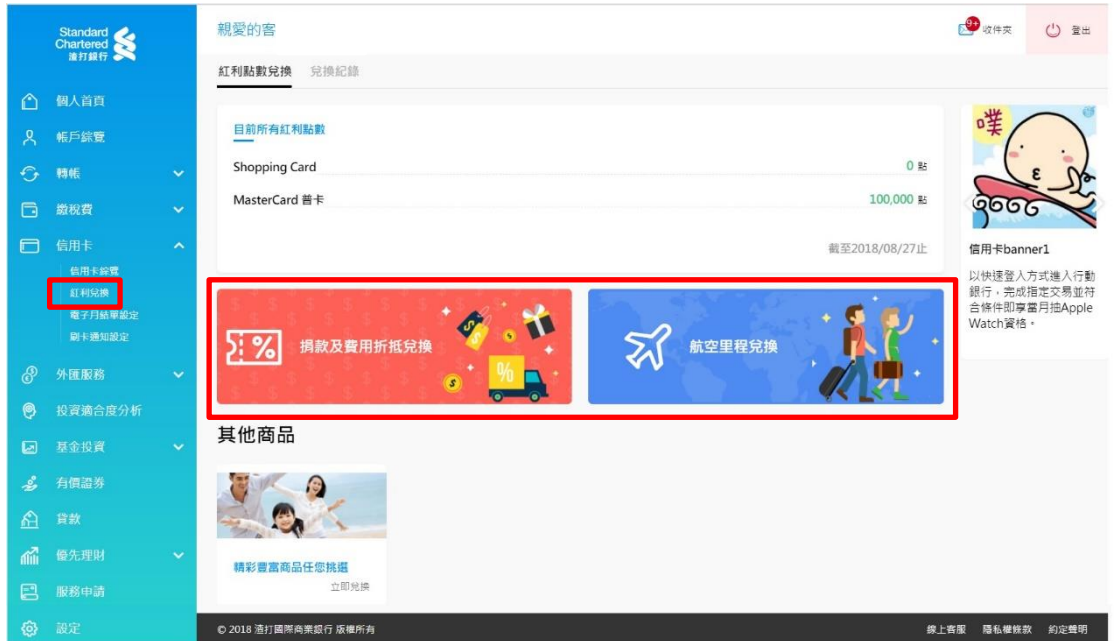 Standard
Chartered
渣打銀行
個人首頁
帳戶綜覽
轉帳
繳稅費
信用卡
信用卡綜覽
紅利兌換
電子月結單設定
刷卡通知設定
外匯服務
投資適合度分析
基金投資
有價證券
貸款
優先理財
服務申請
設定
親愛的客
9+
收件夾
登出
紅利點數兌換 兌換紀錄
目前所有紅利點數
Shopping Card 0 點
MasterCard 普卡 100,000 點
截至2018/08/27止
噗
信用卡banner1
以快速登入方式進入行動
銀行，完成指定交易並符
合條件即享當月抽Apple
Watch資格。
% 捐款及費用折抵兌換 $ %
航空里程兌換
其他商品
精彩豐富商品任您挑選
立即兌換
© 2018 渣打國際商業銀行 版權所有
線上客服 隱私權條款 約定聲明